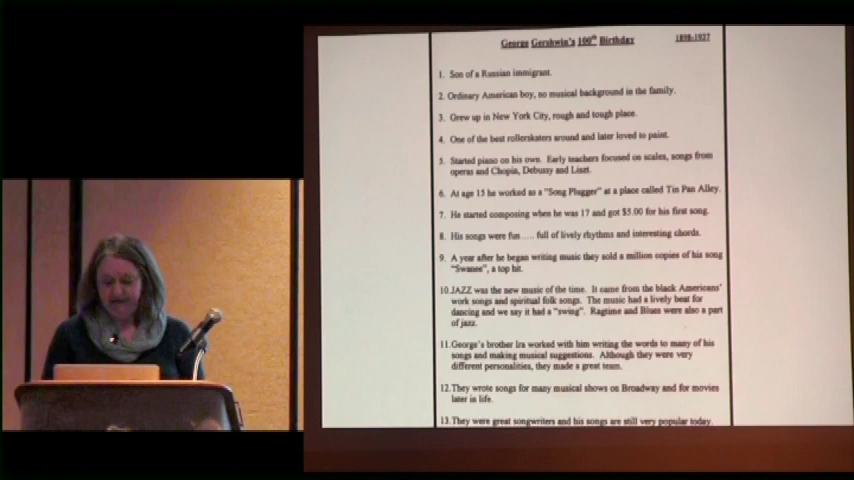 George Gershwin's 100th Birthday 1898-1937
1. Son of a Russian immigrant.
2. Ordinary American boy, no musical background in the family.
3. Grew up in New York City, rough and tough place.
4. One of the best rollerskaters around and later loved to paint.
5. Started piano on his own. Early teachers focused on scales, songs from
operas and Chopin, Debussy and Liszt.
6. At age 15 he worked as a "Song Plugger" at a place called Tin Pan Alley.
7. He started composing when he was 17 and got $5.00 for his first song.
8. His songs were fun.... full of lively rhythms and interesting chords.
9. A year after he began writing music they sold a million copies of his song
"Swanee", a top hit.
10. JAZZ was the new music of the time. It came from the black Americans'
work songs and spiritual folk songs. The music had a lively beat for
dancing and we say it had a "swing". Ragtime and Blues were also a part
of jazz.
11. George's brother Ira worked with him writing the words to many of his
songs and making musical suggestions. Although they were very
different personalities, they made a great team.
12. They wrote songs for many musical shows on Broadway and for movies
later in life.
13. They were great songwriters and his songs are still very popular today.